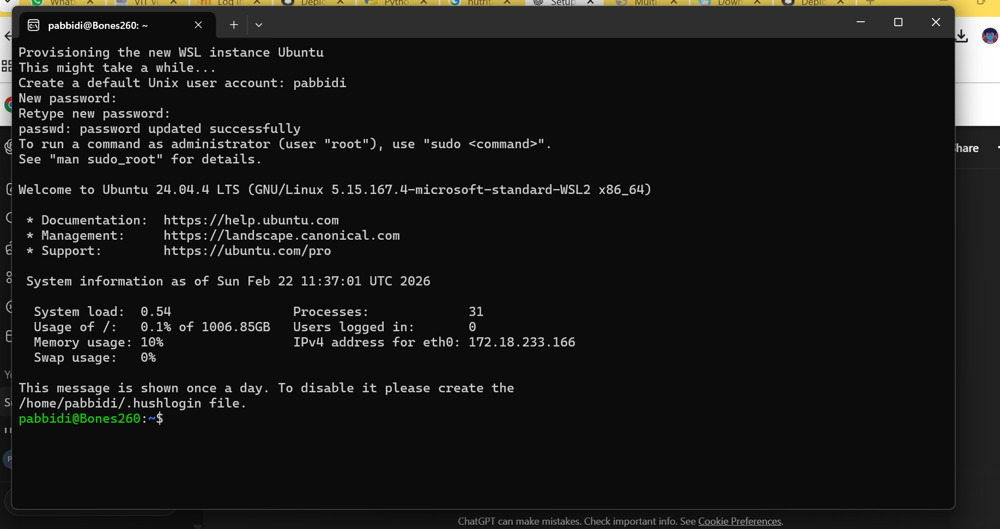 Whats
VIT Ve
Log in
Deplo
Pytho
nutriti
Setup
Multi-
Down
Deplo
pabbidi@Bones260: ~
Provisioning the new WSL instance Ubuntu
This might take a while...
Create a default Unix user account: pabbidi
New password:
Retype new password:
passwd: password updated successfully
To run a command as administrator (user "root"), use "sudo <command>".
See "man sudo_root" for details.
Welcome to Ubuntu 24.04.4 LTS (GNU/Linux 5.15.167.4-microsoft-standard-WSL2 x86_64)
* Documentation: https://help.ubuntu.com
* Management: https://landscape.canonical.com
* Support: https://ubuntu.com/pro
System information as of Sun Feb 22 11:37:01 UTC 2026
System load: 0.54 Processes: 31
Usage of /: 0.1% of 1006.85GB Users logged in: 0
Memory usage: 10% IPv4 address for eth0: 172.18.233.166
Swap usage: 0%
This message is shown once a day. To disable it please create the
/home/pabbidi/.hushlogin file.
pabbidi@Bones260:~$
hare
Yo
Se
P
ChatGPT can make mistakes. Check important info. See Cookie Preferences.